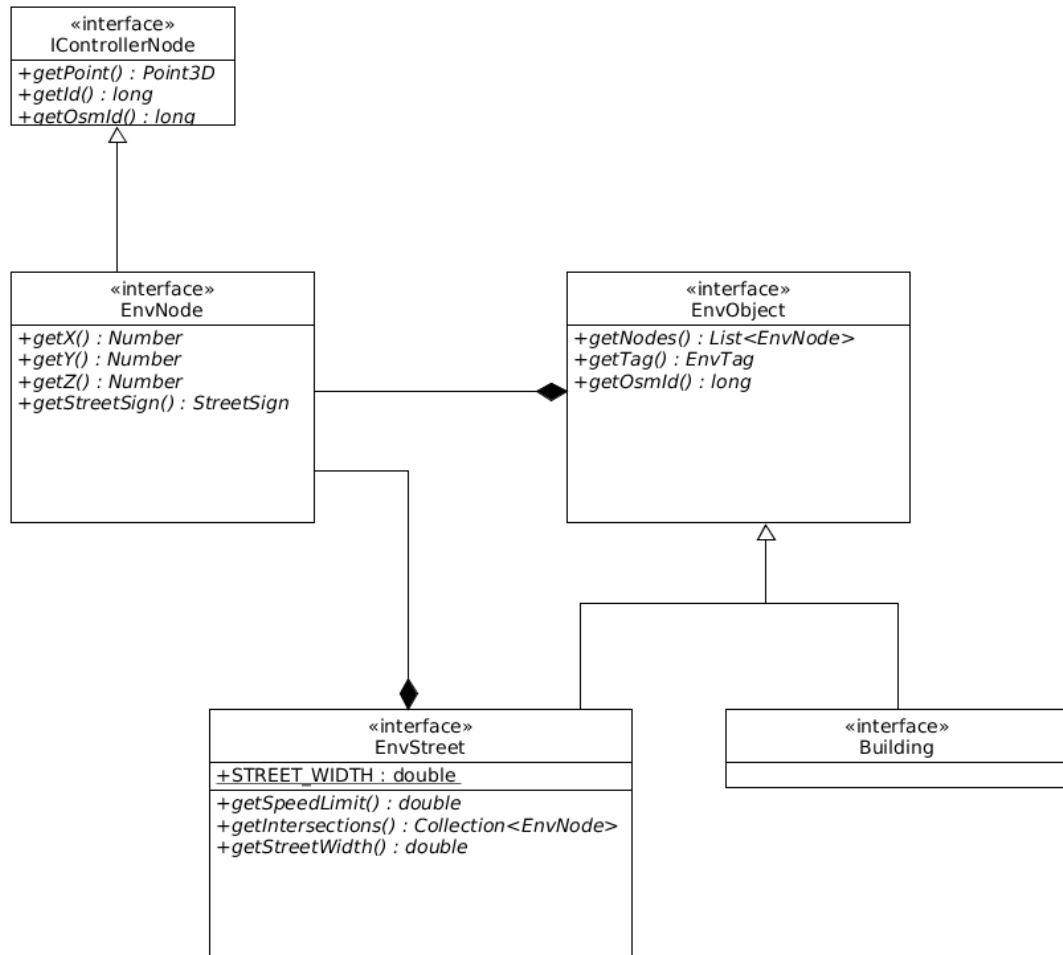 «interface»
IControllerNode
+getPoint() : Point3D
+getId() : long
+getOsmId() : long
«interface»
EnvNode
+getX() : Number
+getY() : Number
+getZ() : Number
+getStreetSign() : StreetSign
«interface»
EnvObject
+getNodes() : List<EnvNode>
+getTag() : EnvTag
+getOsmId() : long
«interface»
EnvStreet
+STREET_WIDTH : double
+getSpeedLimit() : double
+getIntersections() : Collection<EnvNode>
+getStreetWidth() : double
«interface»
Building